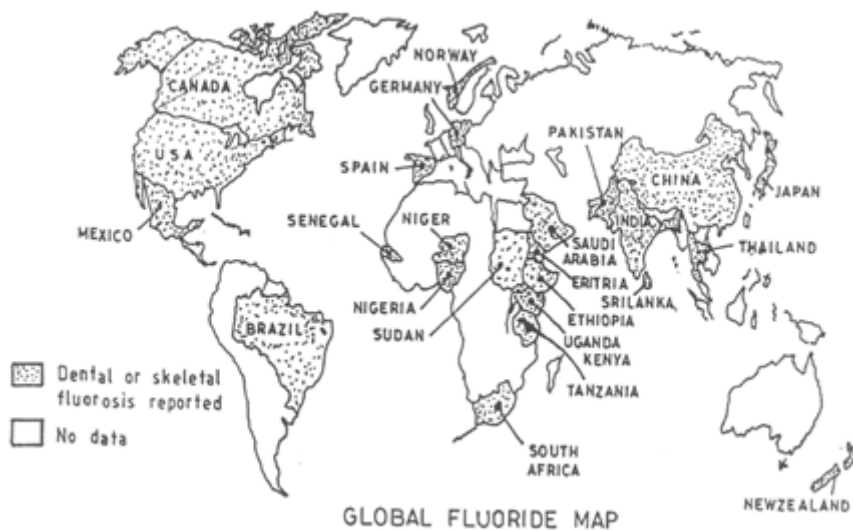 NORWAY
GERMANY
CANADA
USA
SPAIN
PAKISTAN
CHINA
INDIA
JAPAN
MEXICO
SENEGAL
NIGER
SAUDI
ARABIA
THAILAND
ERITRIA
SRILANKA
NIGERIA
ETHIOPIA
SUDAN
BRAZIL
UGANDA
KENYA
TANZANIA
Dental or skeletal
fluorosis reported
No data
SOUTH
AFRICA
NEWZEALAND
GLOBAL FLUORIDE MAP